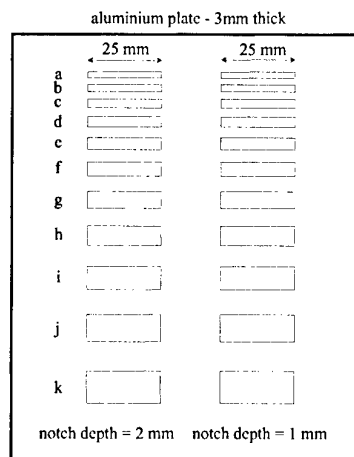 aluminium plate - 3mm thick
25 mm 25 mm
a
b
c
d
e
f
g
h
i
j
k
notch depth = 2 mm notch depth = 1 mm